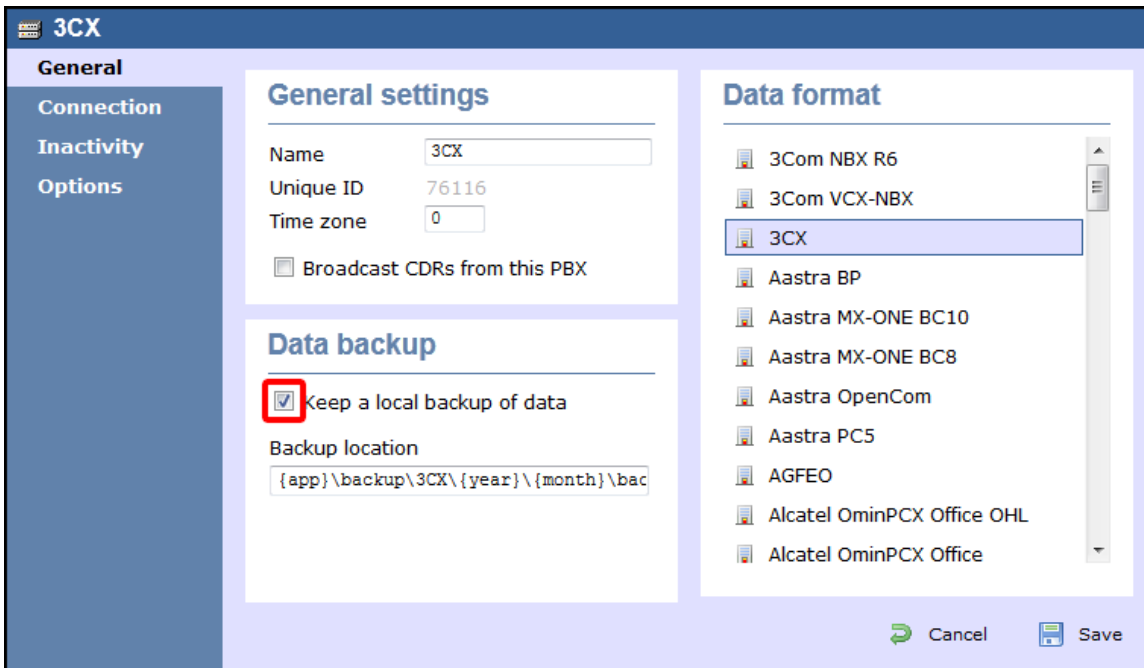 3CX
General
Connection
Inactivity
Options
General settings
Name 3CX
Unique ID 76116
Time zone 0
Broadcast CDRs from this PBX
Data backup
Keep a local backup of data
Backup location
{app}\backup\3CX\{year}\{month}\bac
Data format
3Com NBX R6
3Com VCX-NBX
3CX
Aastra BP
Aastra MX-ONE BC10
Aastra MX-ONE BC8
Aastra OpenCom
Aastra PC5
AGFEO
Alcatel OminPCX Office OHL
Alcatel OminPCX Office
Cancel Save